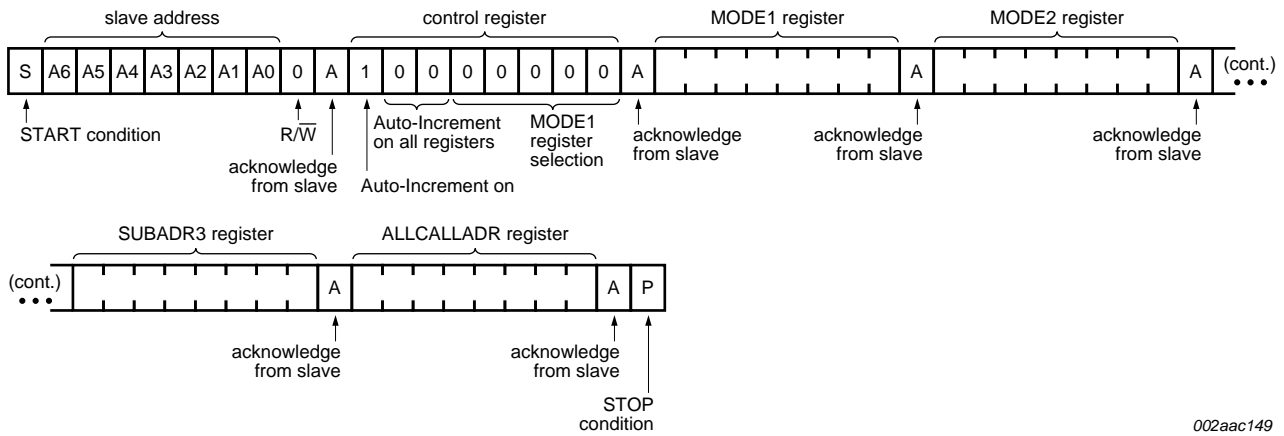 slave address control register MODE1 register MODE2 register
S A6 A5 A4 A3 A2 A1 A0 0 A 1 0 0 0 0 0 0 0 A A A (cont.)
START condition R/W̅ Auto-Increment MODE1 acknowledge acknowledge acknowledge
on all registers register from slave from slave from slave
acknowledge selection
from slave Auto-Increment on
SUBADR3 register ALLCALLADR register
(cont.) A A P
acknowledge acknowledge
from slave from slave
STOP
condition
002aac149